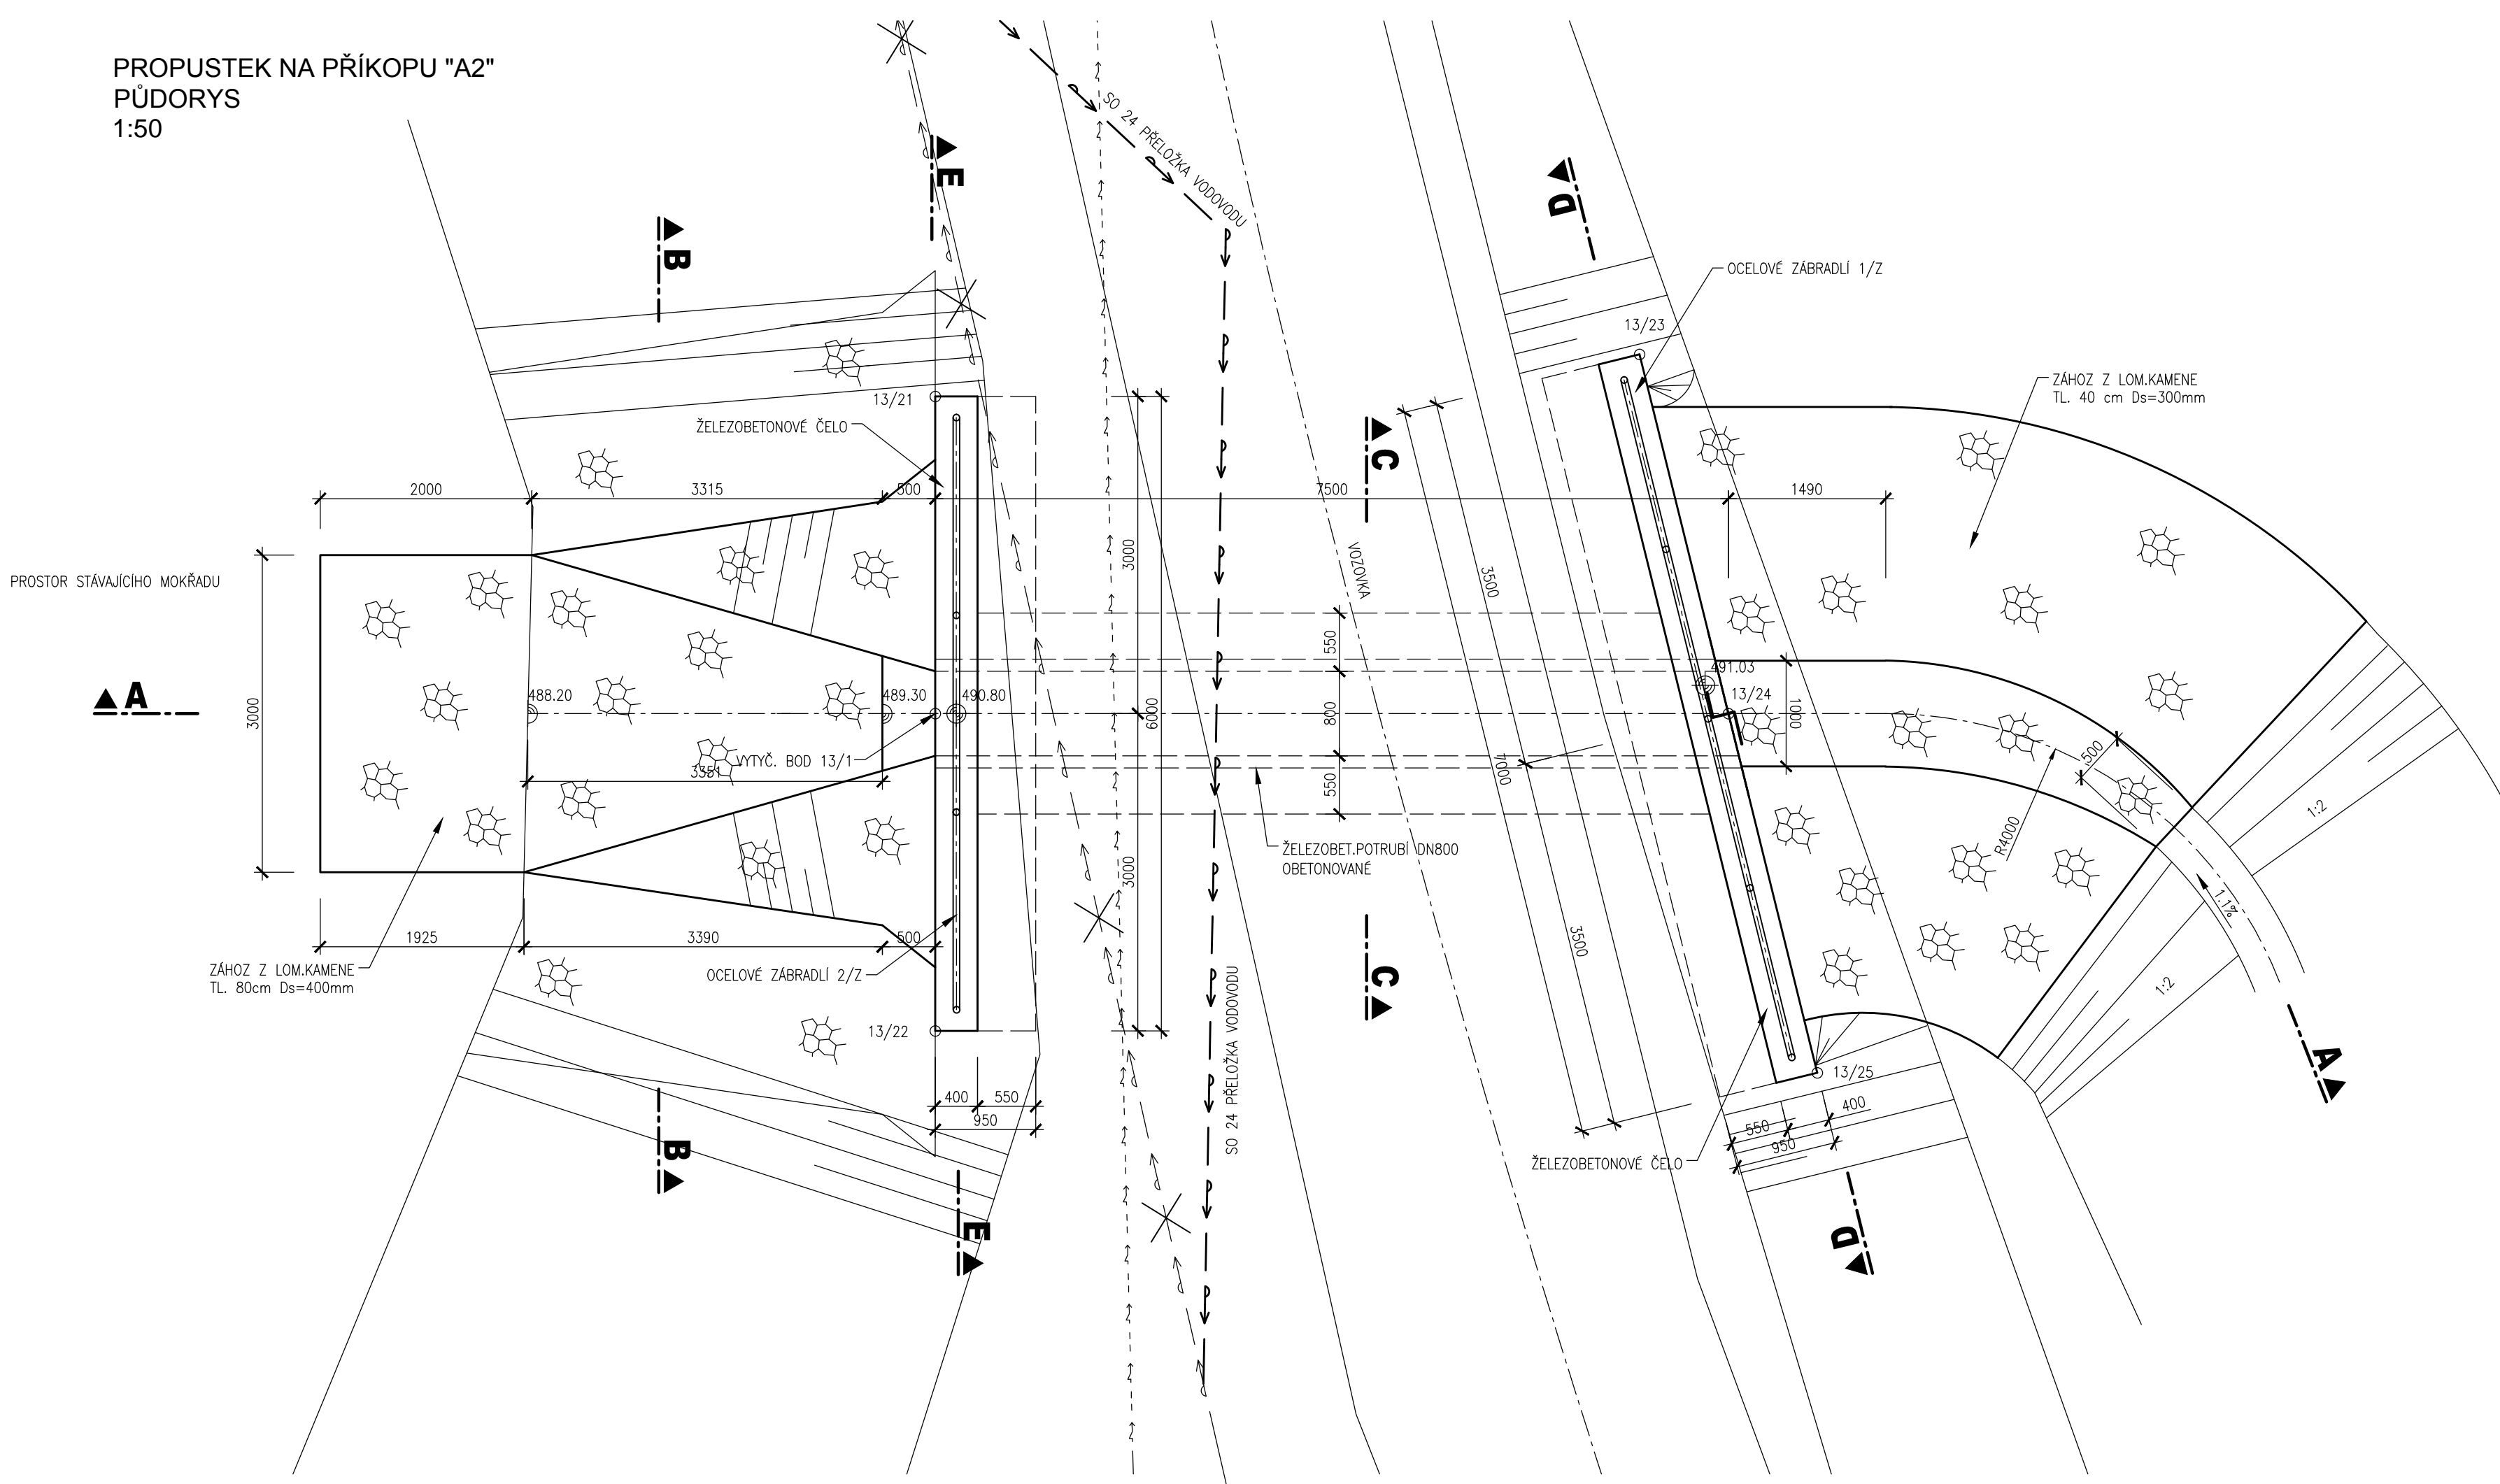 PROPUSTEK NA PŘÍKOPU "A2"
PŮDORYS
1:50
SO 24 PŘELOŽKA VODOVODU
E
D
B
OCELOVÉ ZÁBRADLÍ 1/Z
13/23
ZÁHOZ Z LOM.KAMENE
TL. 40 cm Ds=300mm
13/21
ŽELEZOBETONOVÉ ČELO
C
2000
3315
500
7500
1490
3000
VOZOVKA
3500
PROSTOR STÁVAJÍCÍHO MOKŘADU
550
491.03
A
488.20
489.30
490.80
13/24
3000
6000
800
1000
VYTYČ. BOD 13/1
3351
7000
500
550
1:2
ŽELEZOBET.POTRUBÍ DN800
OBETONOVANÉ
R4000
3000
1.1%
1925
3390
500
3500
ZÁHOZ Z LOM.KAMENE
TL. 80cm Ds=400mm
OCELOVÉ ZÁBRADLÍ 2/Z
C
1:2
13/22
SO 24 PŘELOŽKA VODOVODU
A
13/25
400
550
950
400
550
950
B
ŽELEZOBETONOVÉ ČELO
E
D